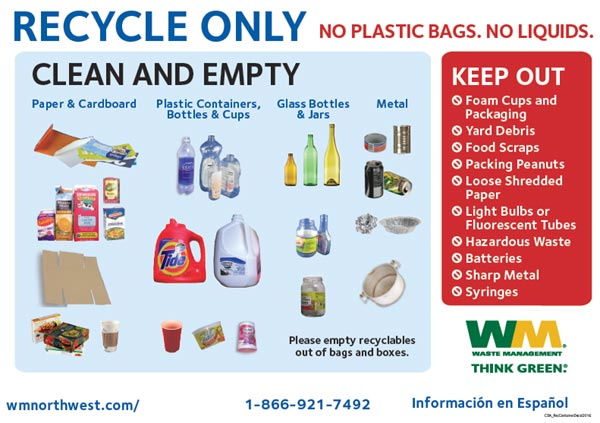 RECYCLE ONLY NO PLASTIC BAGS. NO LIQUIDS.
CLEAN AND EMPTY
Paper & Cardboard
Plastic Containers,
Bottles & Cups
Glass Bottles
& Jars
Metal
Tide
Please empty recyclables
out of bags and boxes.
KEEP OUT
Foam Cups and
Packaging
Yard Debris
Food Scraps
Packing Peanuts
Loose Shredded
Paper
Light Bulbs or
Fluorescent Tubes
Hazardous Waste
Batteries
Sharp Metal
Syringes
WM
WASTE MANAGEMENT
THINK GREEN.®
wmnorthwest.com/
1-866-921-7492
Información en Español